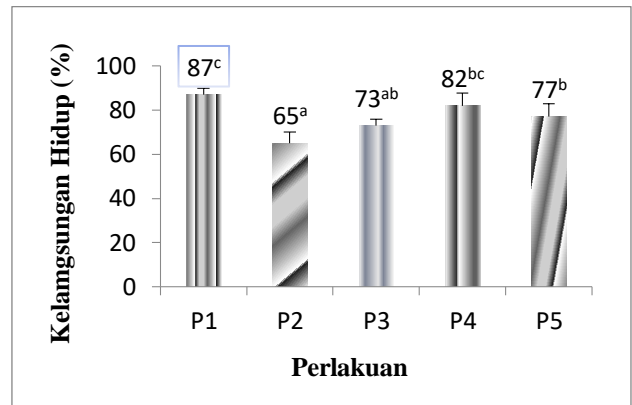 Kelamgsungan Hidup (%)
100
80
60
40
20
0
87ᶜ
65ᵃ
73ᵃᵇ
82ᵇᶜ
77ᵇ
P1
P2
P3
P4
P5
Perlakuan